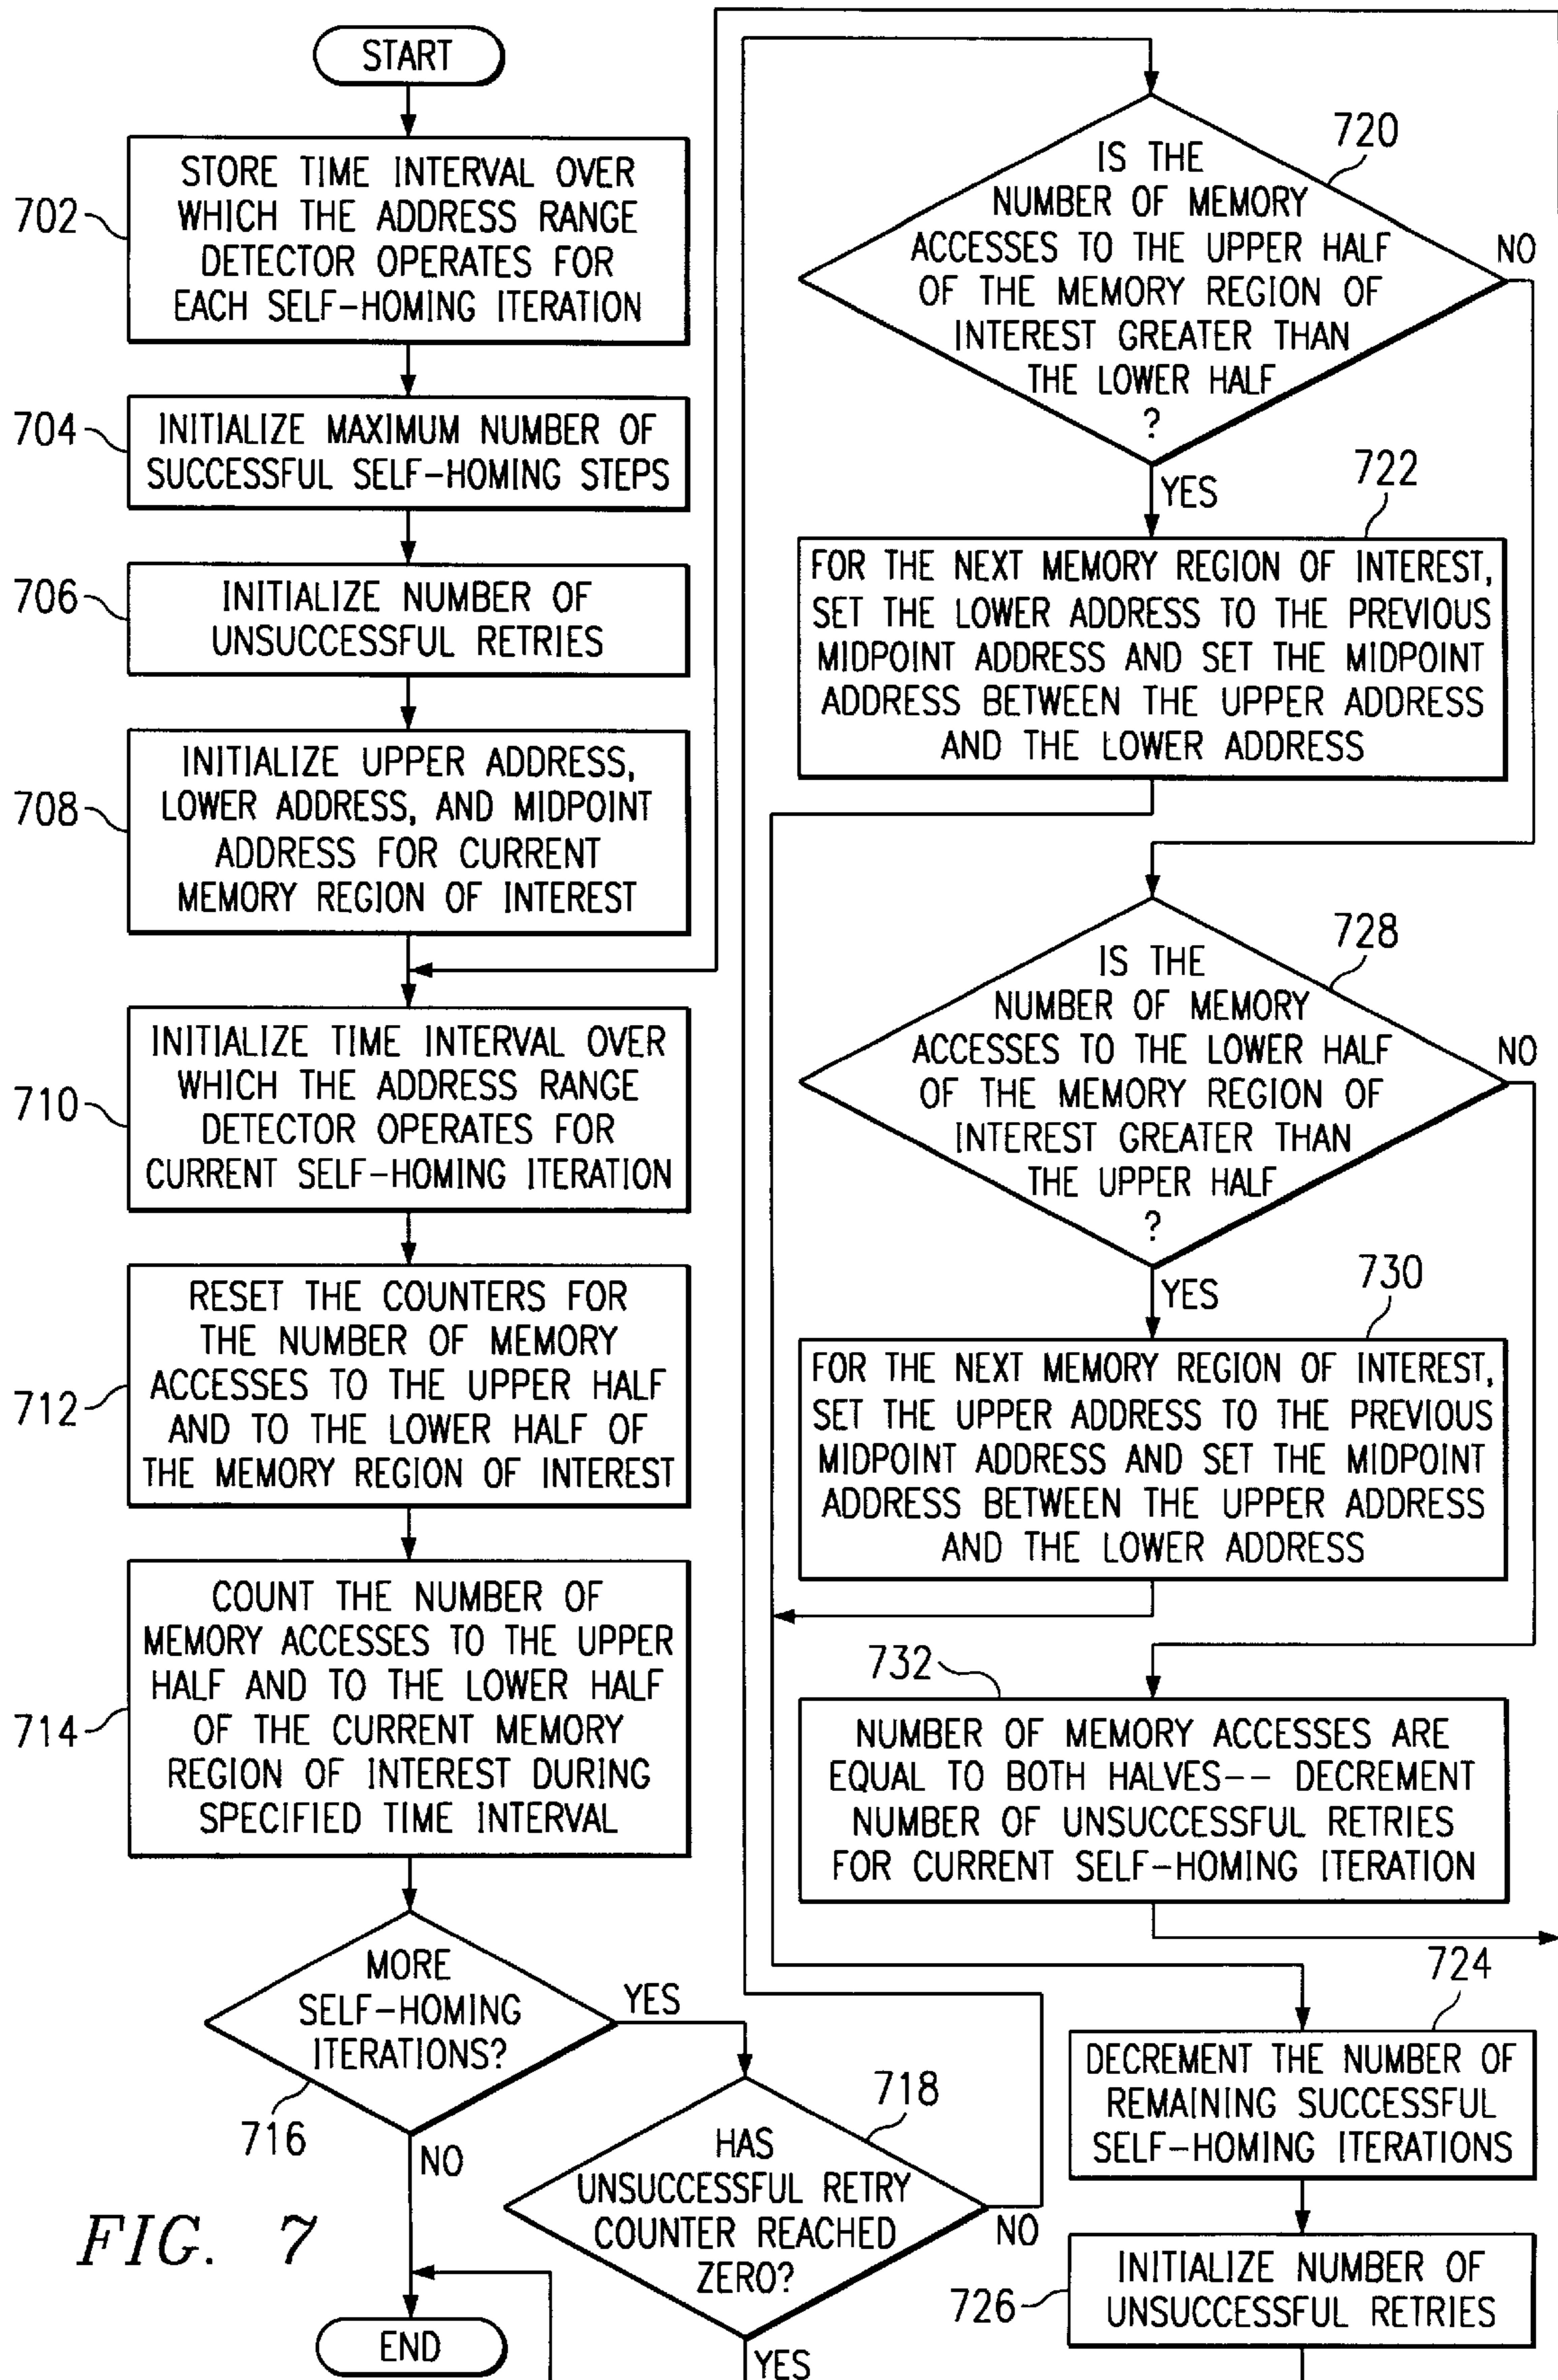 START
702
STORE TIME INTERVAL OVER
WHICH THE ADDRESS RANGE
DETECTOR OPERATES FOR
EACH SELF-HOMING ITERATION
704
INITIALIZE MAXIMUM NUMBER OF
SUCCESSFUL SELF-HOMING STEPS
706
INITIALIZE NUMBER OF
UNSUCCESSFUL RETRIES
708
INITIALIZE UPPER ADDRESS,
LOWER ADDRESS, AND MIDPOINT
ADDRESS FOR CURRENT
MEMORY REGION OF INTEREST
710
INITIALIZE TIME INTERVAL OVER
WHICH THE ADDRESS RANGE
DETECTOR OPERATES FOR
CURRENT SELF-HOMING ITERATION
712
RESET THE COUNTERS FOR
THE NUMBER OF MEMORY
ACCESSES TO THE UPPER HALF
AND TO THE LOWER HALF OF
THE MEMORY REGION OF INTEREST
714
COUNT THE NUMBER OF
MEMORY ACCESSES TO THE UPPER
HALF AND TO THE LOWER HALF
OF THE CURRENT MEMORY
REGION OF INTEREST DURING
SPECIFIED TIME INTERVAL
MORE
SELF-HOMING
ITERATIONS?
716
YES
NO
718
HAS
UNSUCCESSFUL RETRY
COUNTER REACHED
ZERO?
NO
YES
END
FIG. 7
720
IS THE
NUMBER OF MEMORY
ACCESSES TO THE UPPER HALF
OF THE MEMORY REGION OF
INTEREST GREATER THAN
THE LOWER HALF
?
NO
YES
722
FOR THE NEXT MEMORY REGION OF INTEREST,
SET THE LOWER ADDRESS TO THE PREVIOUS
MIDPOINT ADDRESS AND SET THE MIDPOINT
ADDRESS BETWEEN THE UPPER ADDRESS
AND THE LOWER ADDRESS
728
IS THE
NUMBER OF MEMORY
ACCESSES TO THE LOWER HALF
OF THE MEMORY REGION OF
INTEREST GREATER THAN
THE UPPER HALF
?
NO
YES
730
FOR THE NEXT MEMORY REGION OF INTEREST,
SET THE UPPER ADDRESS TO THE PREVIOUS
MIDPOINT ADDRESS AND SET THE MIDPOINT
ADDRESS BETWEEN THE UPPER ADDRESS
AND THE LOWER ADDRESS
732
NUMBER OF MEMORY ACCESSES ARE
EQUAL TO BOTH HALVES-- DECREMENT
NUMBER OF UNSUCCESSFUL RETRIES
FOR CURRENT SELF-HOMING ITERATION
724
DECREMENT THE NUMBER OF
REMAINING SUCCESSFUL
SELF-HOMING ITERATIONS
726
INITIALIZE NUMBER OF
UNSUCCESSFUL RETRIES